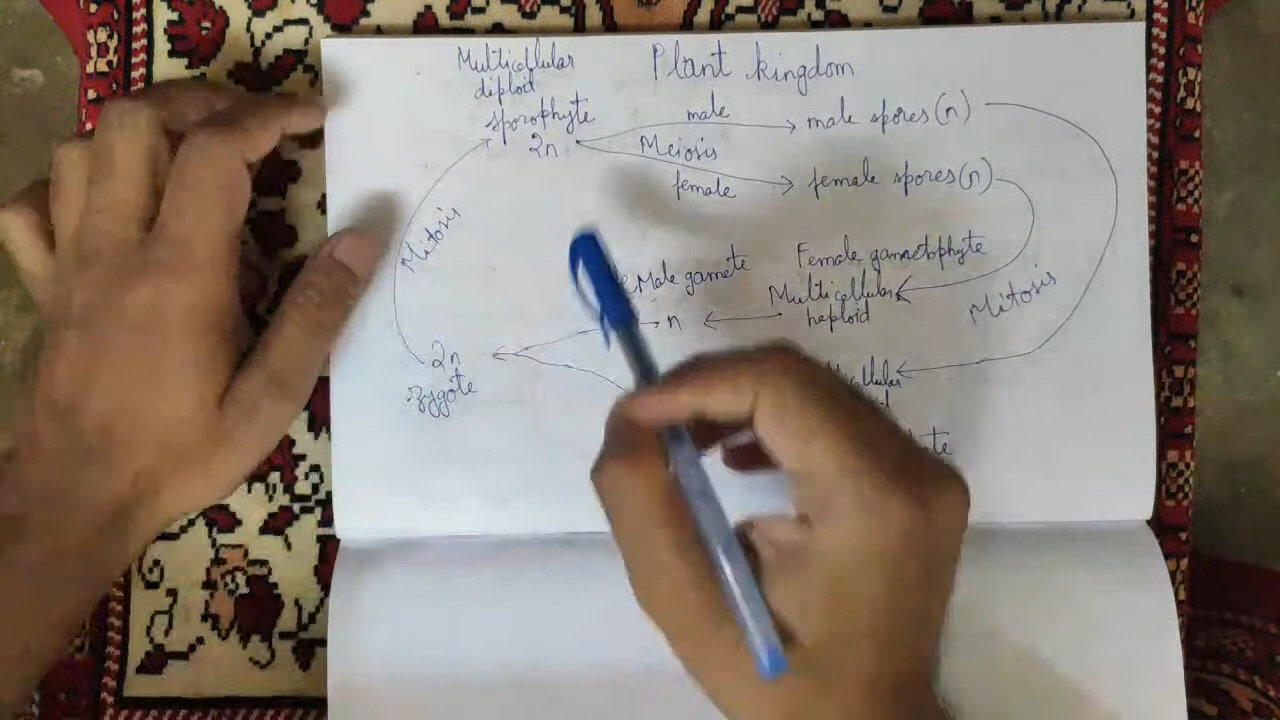 Plant kingdom
Multicellular
diploid
sporophyte
2n
male
male spores (n)
Meiosis
female
female spores (n)
Mitosis
Female gametophyte
Male gamete
Multicellular
haploid
n
Mitosis
2n
zygote